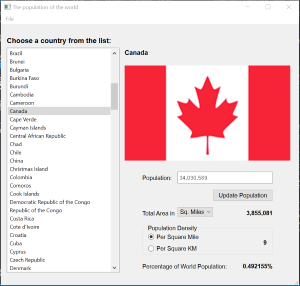 The population of the world
File
Choose a country from the list:
Brazil
Brunei
Bulgaria
Burkina Faso
Burundi
Cambodia
Cameroon
Canada
Cape Verde
Cayman Islands
Central African Republic
Chad
Chile
China
Christmas Island
Colombia
Comoros
Cook Islands
Democratic Republic of the Congo
Republic of the Congo
Costa Rica
Cote d'Ivoire
Croatia
Cuba
Cyprus
Czech Republic
Denmark
Canada
Population: 34,030,589
Update Population
Total Area in Sq. Miles 3,855,081
Population Density
Per Square Mile
9
Per Square KM
Percentage of World Population: 0.492155%